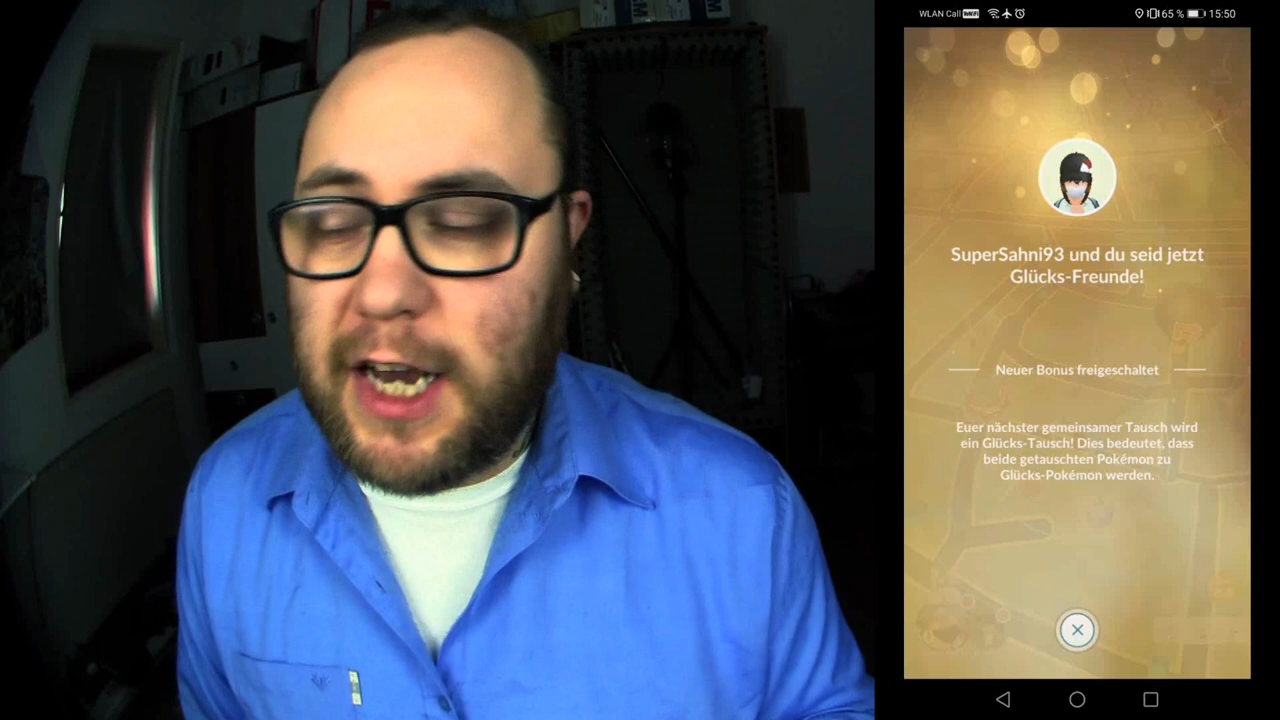 WLAN Call VoWiFi
65 % 15:50
SuperSahni93 und du seid jetzt
Glücks-Freunde!
Neuer Bonus freigeschaltet
Euer nächster gemeinsamer Tausch wird
ein Glücks-Tausch! Dies bedeutet, dass
beide getauschten Pokémon zu
Glücks-Pokémon werden.